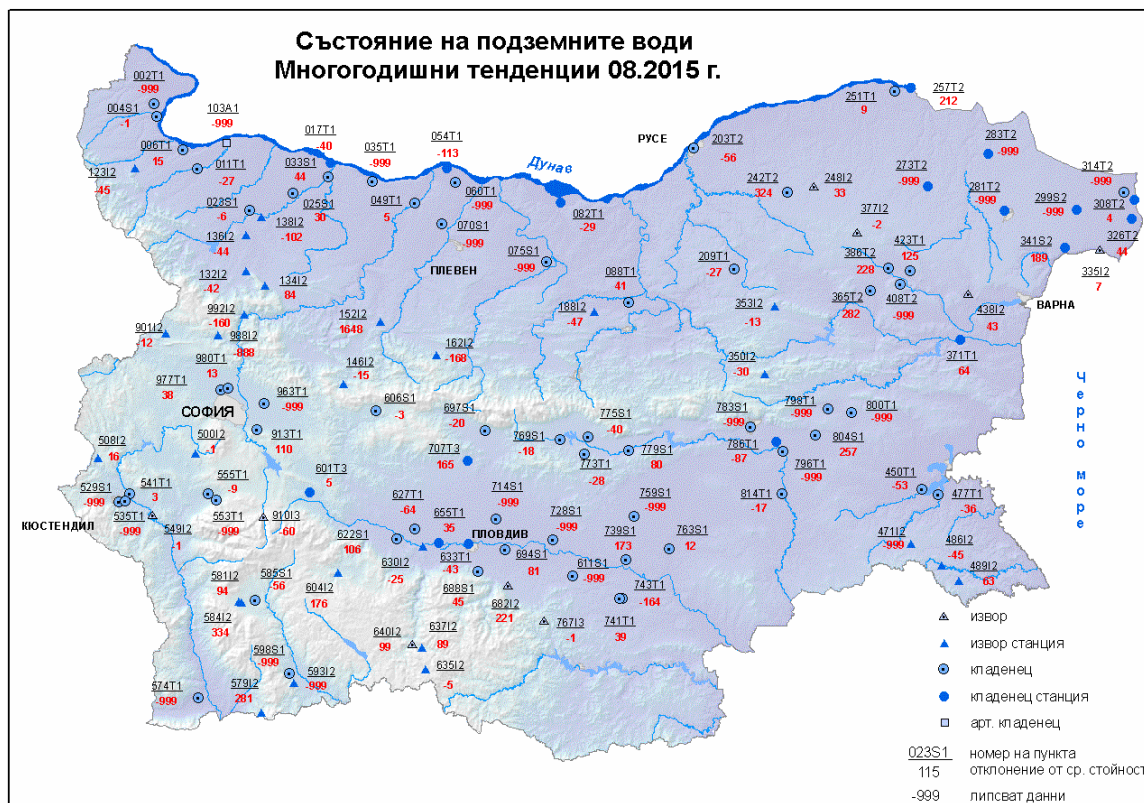 Състояние на подземните води
Многогодишни тенденции 08.2015 г.
002T1
-999
004S1
-1
103A1
-999
006T1
15
011T1
-27
123I2
-45
017T1
-40
033S1
44
025S1
30
028S1
-6
035T1
-999
054T1
-113
049T1
5
060T1
-999
070S1
-999
Дунав
082T1
-29
075S1
-999
ПЛЕВЕН
088T1
41
РУСЕ
203T2
-56
251T1
9
257T2
212
242T2
324
248I2
33
273T2
-999
283T2
-999
281T2
-999
299S2
-999
314T2
-999
308T2
4
326T2
44
335I2
7
341S2
189
377I2
-2
386T2
228
423T1
125
365T2
282
408T2
-999
438I2
43
ВАРНА
209T1
-27
353I2
-13
350I2
-30
371T1
64
138I2
-102
136I2
44
132I2
-42
134I2
84
992I2
-160
901I2
12
988I2
-888
152I2
1648
162I2
-168
146I2
-15
188I2
-47
980T1
13
977T1
38
СОФИЯ
963T1
-999
606S1
-3
697S1
-20
769S1
-18
775S1
-40
773T1
-28
779S1
80
783S1
-999
798T1
-999
800T1
-999
804S1
257
786T1
-87
796T1
-999
814T1
-17
Черно море
508I2
16
500I2
1
913T1
110
555T1
-9
553T1
-999
529S1
-999
541T1
3
535T1
-999
549I2
1
КЮСТЕНДИЛ
910I3
-60
601T3
5
707T3
165
627T1
-64
655T1
35
714S1
-999
728S1
-999
759S1
-999
739S1
173
763S1
12
450T1
-53
477T1
-36
471I2
-999
486I2
-45
489I2
63
622S1
106
630I2
-25
ПЛОВДИВ
633T1
-43
694S1
81
611S1
-999
688S1
45
682I2
221
743T1
-164
741T1
39
767I3
-1
581I2
94
585S1
56
584I2
334
604I2
176
640I2
99
637I2
89
635I2
-5
598S1
-999
593I2
-999
579I2
281
574T1
-999
извор
извор станция
кладенец
кладенец станция
арт. кладенец
023S1 номер на пункта
115 отклонение от ср. стойност
-999 липсват данни